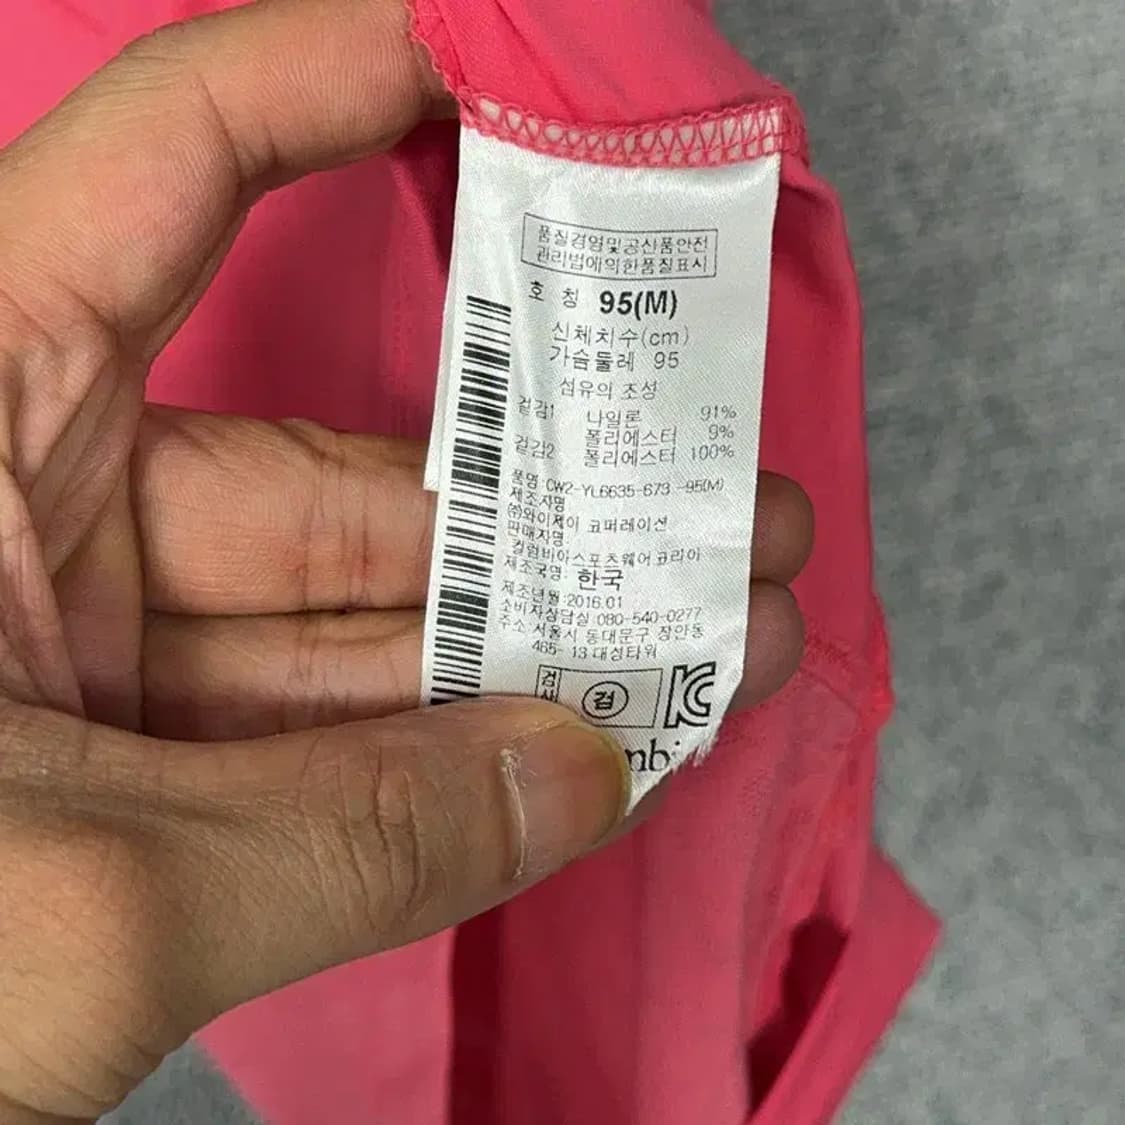 품질경영및공산품안전
관리법에의한품질표시
호 칭 95(M)
신체치수(cm)
가슴둘레 95
섬유의 조성
겉감1 나일론 91%
폴리에스터 9%
겉감2 폴리에스터 100%
품명:CW2-YL6635-673 -95(M)
제조자명
㈜와이제이 코퍼레이션
판매자명:
컬럼비아스포츠웨어코리아
제조국명: 한국
제조년월:2016.01
소비자상담실:080-540-0277
주소:서울시 동대문구 장안동
465-13 대성타워
검사 검 KC
mbi